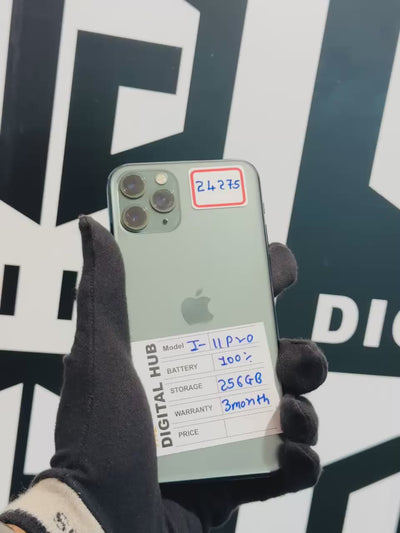 24275
DIGITAL HUB
Model I-11Pro
BATTERY 100%
STORAGE 256GB
WARRANTY 3month
PRICE
DIG